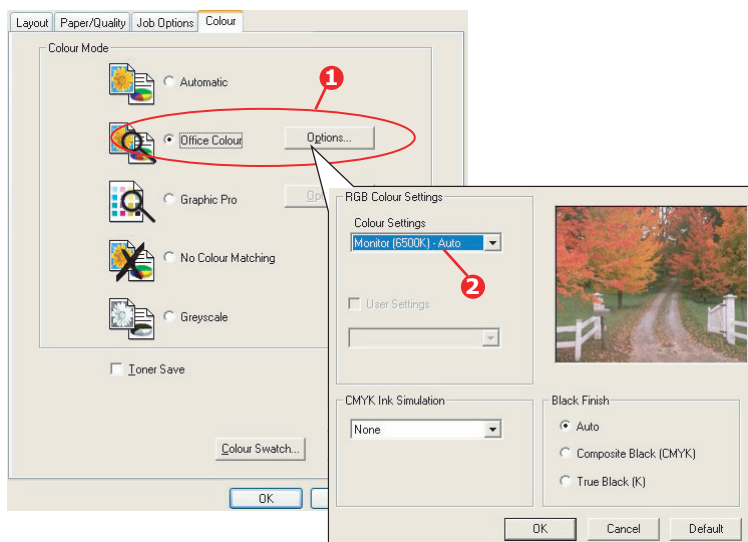 Layout Paper/Quality Job Options Colour
Colour Mode
Automatic
1
Office Colour Options...
Graphic Pro
No Colour Matching
Greyscale
Toner Save
Colour Swatch...
OK
RGB Colour Settings
Colour Settings
Monitor (6500K) - Auto
2
User Settings
CMYK Ink Simulation
None
Black Finish
Auto
Composite Black (CMYK)
True Black (K)
OK Cancel Default